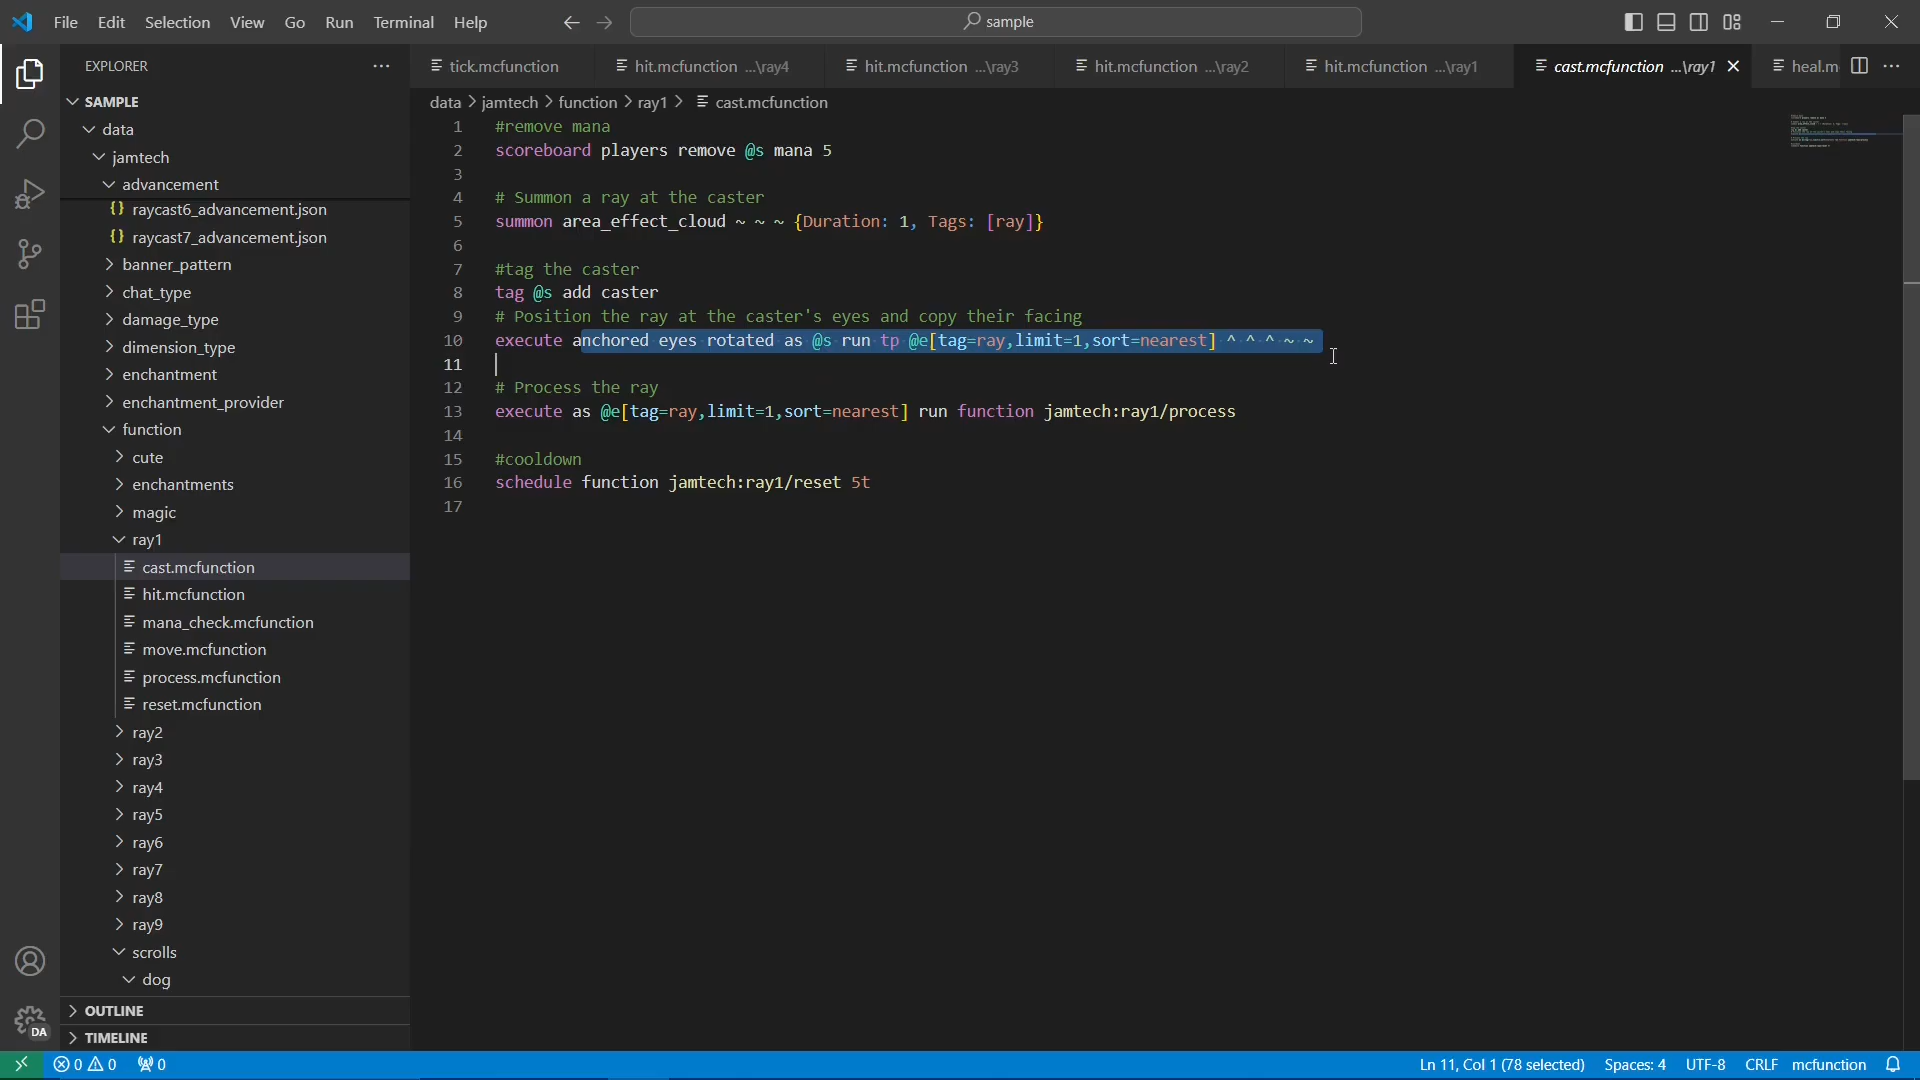 File Edit Selection View Go Run Terminal Help
sample
EXPLORER
SAMPLE
data
jamtech
advancement
{} raycast6_advancement.json
{} raycast7_advancement.json
banner_pattern
chat_type
damage_type
dimension_type
enchantment
enchantment_provider
function
cute
enchantments
magic
ray1
cast.mcfunction
hit.mcfunction
mana_check.mcfunction
move.mcfunction
process.mcfunction
reset.mcfunction
ray2
ray3
ray4
ray5
ray6
ray7
ray8
ray9
scrolls
dog
OUTLINE
TIMELINE
DA
tick.mcfunction hit.mcfunction ...\ray4 hit.mcfunction ...\ray3 hit.mcfunction ...\ray2 hit.mcfunction ...\ray1 cast.mcfunction ...\ray1 heal.m
data > jamtech > function > ray1 > cast.mcfunction
1 #remove mana
2 scoreboard players remove @s mana 5
3
4 # Summon a ray at the caster
5 summon area_effect_cloud ~ ~ ~ {Duration: 1, Tags: [ray]}
6
7 #tag the caster
8 tag @s add caster
9 # Position the ray at the caster's eyes and copy their facing
10 execute anchored eyes rotated as @s run tp @e[tag=ray,limit=1,sort=nearest] ^ ^ ^ ~ ~
11
12 # Process the ray
13 execute as @e[tag=ray,limit=1,sort=nearest] run function jamtech:ray1/process
14
15 #cooldown
16 schedule function jamtech:ray1/reset 5t
17
0 0 0
Ln 11, Col 1 (78 selected) Spaces: 4 UTF-8 CRLF mcfunction